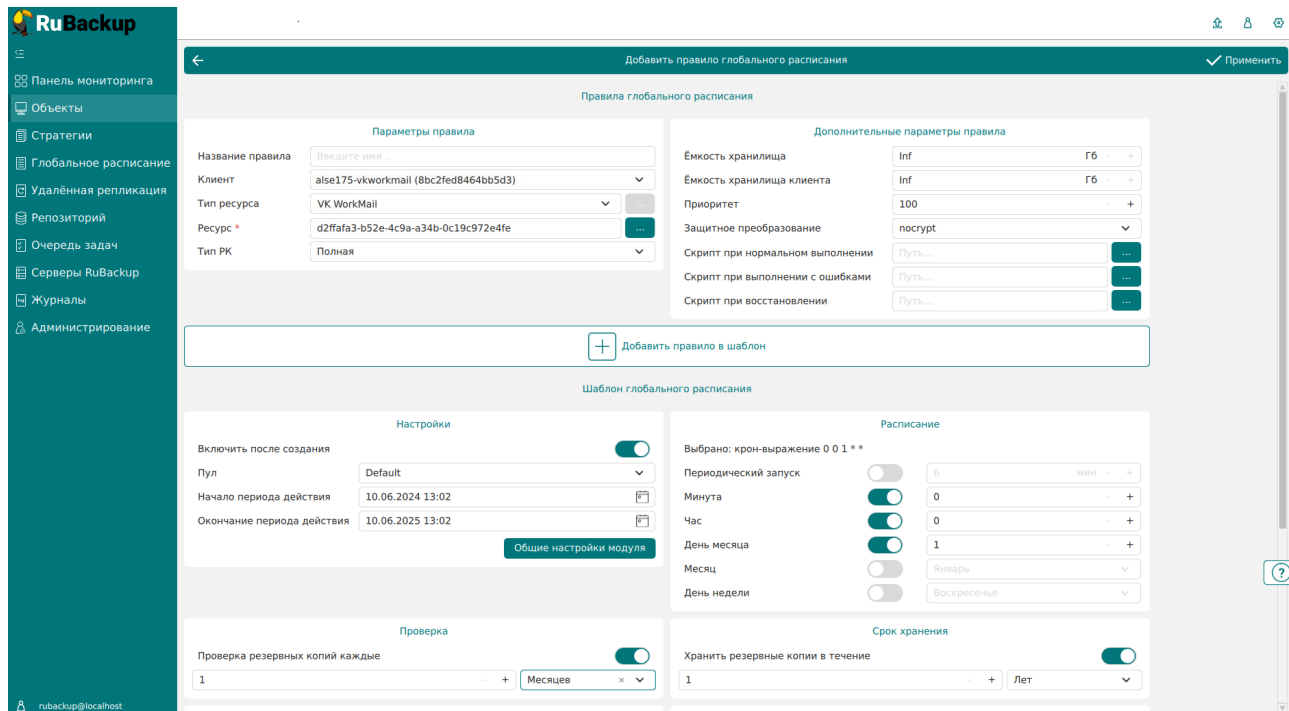 RuBackup
Панель мониторинга
Объекты
Стратегии
Глобальное расписание
Удалённая репликация
Репозиторий
Очередь задач
Серверы RuBackup
Журналы
Администрирование
rubackup@localhost
Добавить правило глобального расписания
Применить
Правила глобального расписания
Параметры правила
Название правила Введите имя ..
Клиент alse175-vkworkmail (8bc2fed8464bb5d3)
Тип ресурса VK WorkMail ...
Ресурс * d2ffafa3-b52e-4c9a-a34b-0c19c972e4fe ...
Тип РК Полная
Дополнительные параметры правила
Ёмкость хранилища Inf Гб - +
Ёмкость хранилища клиента Inf Гб - +
Приоритет 100 - +
Защитное преобразование nocrypt
Скрипт при нормальном выполнении Путь... ...
Скрипт при выполнении с ошибками Путь... ...
Скрипт при восстановлении Путь... ...
+ Добавить правило в шаблон
Шаблон глобального расписания
Настройки
Включить после создания
Пул Default
Начало периода действия 10.06.2024 13:02
Окончание периода действия 10.06.2025 13:02
Общие настройки модуля
Расписание
Выбрано: крон-выражение 0 0 1 * *
Периодический запуск 6 мин - +
Минута 0 - +
Час 0 - +
День месяца 1 - +
Месяц Январь
День недели Воскресенье
Проверка
Проверка резервных копий каждые
1 - + Месяцев ×
Срок хранения
Хранить резервные копии в течение
1 - + Лет
?